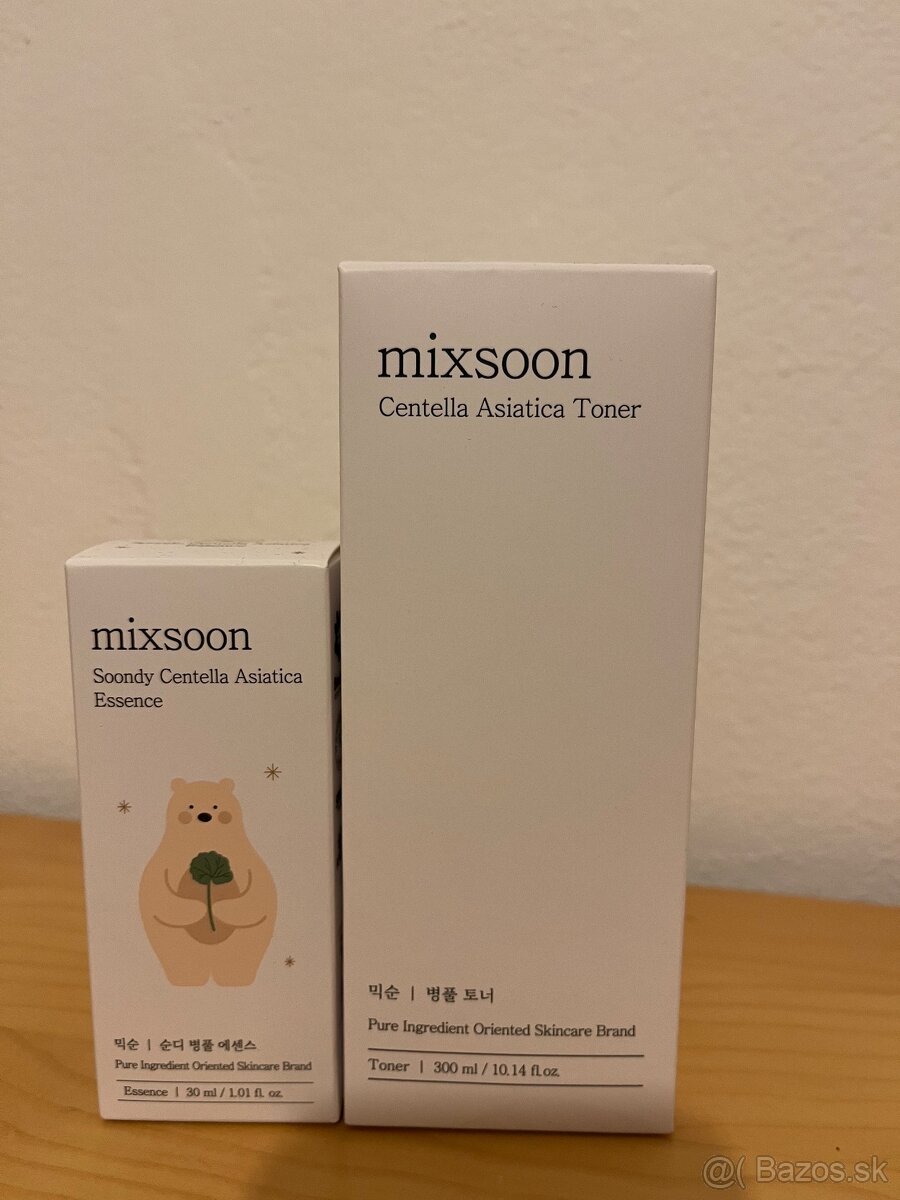 mixsoon
Centella Asiatica Toner
믹순 | 병풀 토너
Pure Ingredient Oriented Skincare Brand
Toner | 300 ml / 10.14 fl.oz.
mixsoon
Soondy Centella Asiatica
Essence
믹순 | 순디 병풀 에센스
Pure Ingredient Oriented Skincare Brand
Essence | 30 ml / 1.01 fl. oz.
@( Bazos.sk